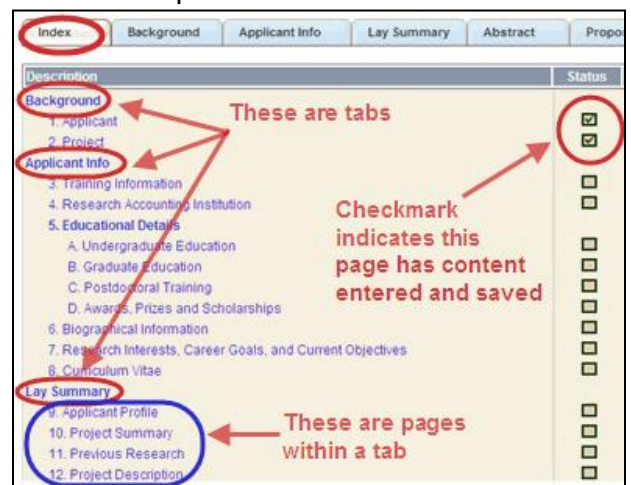 Index Background Applicant Info Lay Summary Abstract Propo
Description Status
Background
1. Applicant
2. Project
Applicant Info
3. Training Information
4. Research Accounting Institution
5. Educational Details
A. Undergraduate Education
B. Graduate Education
C. Postdoctoral Training
D. Awards, Prizes and Scholarships
6. Biographical Information
7. Research Interests, Career Goals, and Current Objectives
8. Curriculum Vitae
Lay Summary
9. Applicant Profile
10. Project Summary
11. Previous Research
12. Project Description
These are tabs
Checkmark
indicates this
page has content
entered and saved
These are pages
within a tab